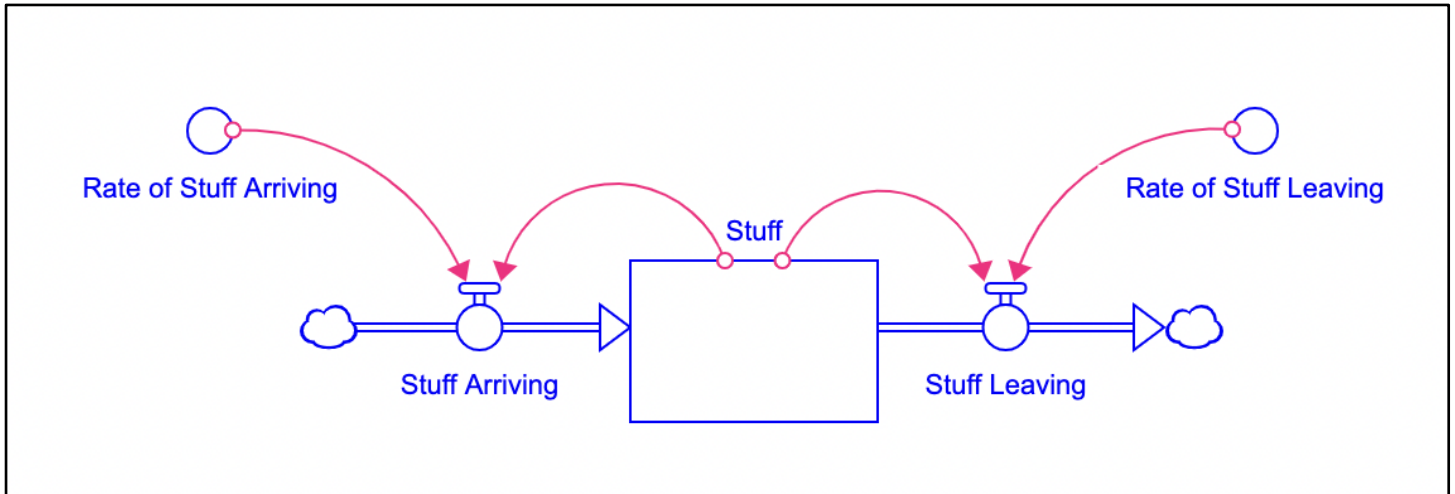 Rate of Stuff Arriving
Rate of Stuff Leaving
Stuff
Stuff Arriving
Stuff Leaving